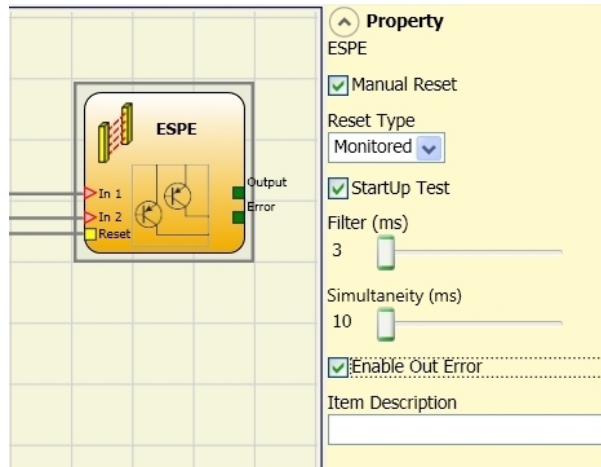 ESPE
In 1
In 2
Reset
Output
Error
Property
ESPE
Manual Reset
Reset Type
Monitored
StartUp Test
Filter (ms)
3
Simultaneity (ms)
10
Enable Out Error
Item Description